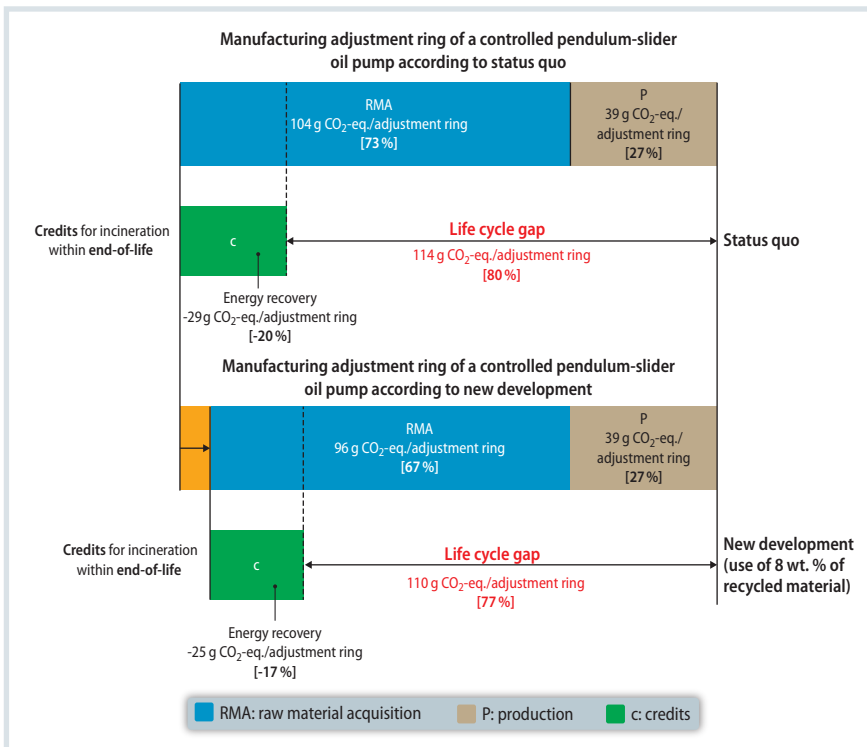 Manufacturing adjustment ring of a controlled pendulum-slider
oil pump according to status quo
RMA
104 g CO₂-eq./adjustment ring
[73 %]
P
39 g CO₂-eq./
adjustment ring
[27 %]
Credits for incineration
within end-of-life
c
Life cycle gap
114 g CO₂-eq./adjustment ring
[80 %]
Status quo
Energy recovery
-29 g CO₂-eq./adjustment ring
[-20 %]
Manufacturing adjustment ring of a controlled pendulum-slider
oil pump according to new development
RMA
96 g CO₂-eq./adjustment ring
[67 %]
P
39 g CO₂-eq./
adjustment ring
[27 %]
Credits for incineration
within end-of-life
c
Life cycle gap
110 g CO₂-eq./adjustment ring
[77 %]
New development
(use of 8 wt. % of
recycled material)
Energy recovery
-25 g CO₂-eq./adjustment ring
[-17 %]
RMA: raw material acquisition
P: production
c: credits